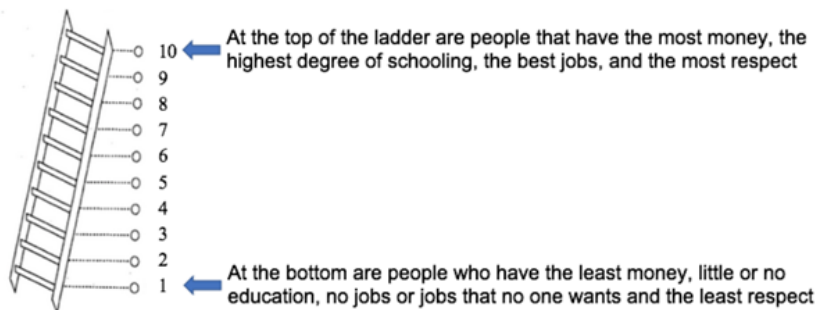 10 At the top of the ladder are people that have the most money, the
highest degree of schooling, the best jobs, and the most respect
9
8
7
6
5
4
3
2
1 At the bottom are people who have the least money, little or no
education, no jobs or jobs that no one wants and the least respect